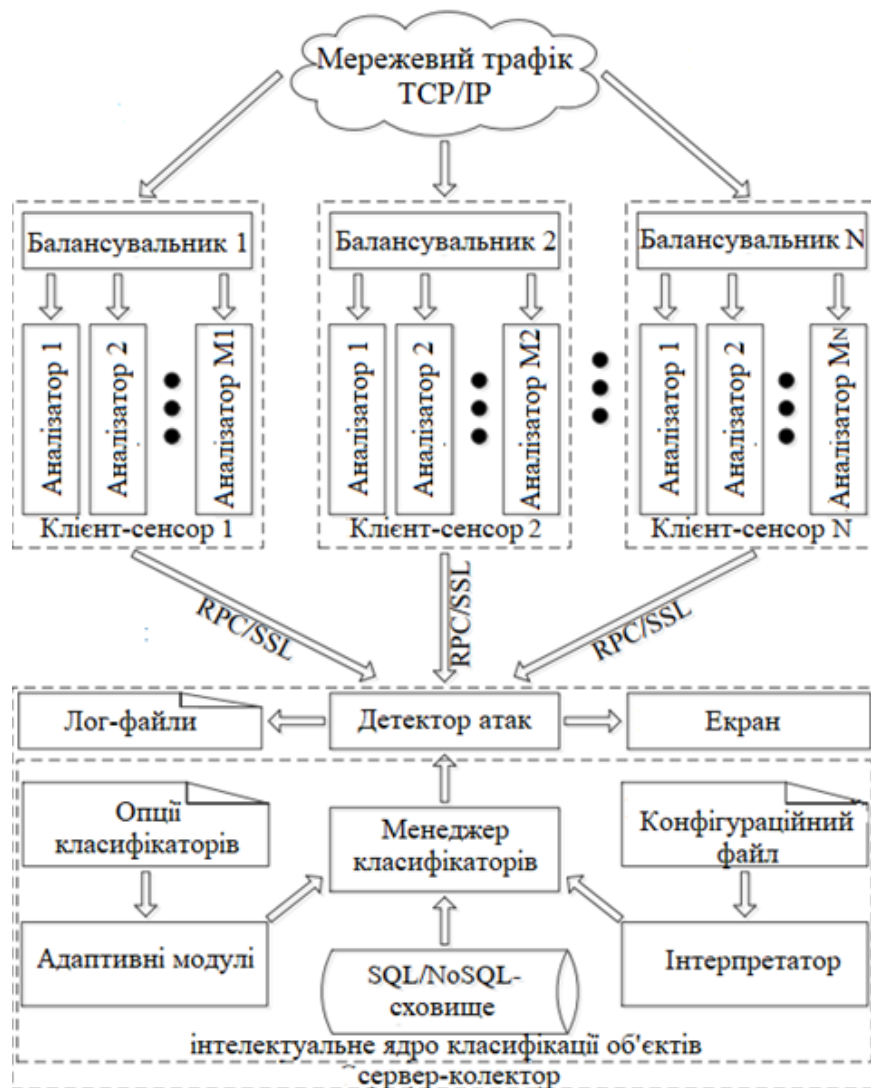 Мережевий трафік
TCP/IP
Балансувальник 1
Балансувальник 2
Балансувальник N
Аналізатор 1
Аналізатор 2
Аналізатор M1
Аналізатор 1
Аналізатор 2
Аналізатор M2
Аналізатор 1
Аналізатор 2
Аналізатор MN
Клієнт-сенсор 1
Клієнт-сенсор 2
Клієнт-сенсор N
RPC/SSL
RPC/SSL
RPC/SSL
Лог-файли
Детектор атак
Екран
Опції
класифікаторів
Менеджер
класифікаторів
Конфігураційний
файл
Адаптивні модулі
SQL/NoSQL-
сховище
Інтерпретатор
інтелектуальне ядро класифікації об'єктів
сервер-колектор